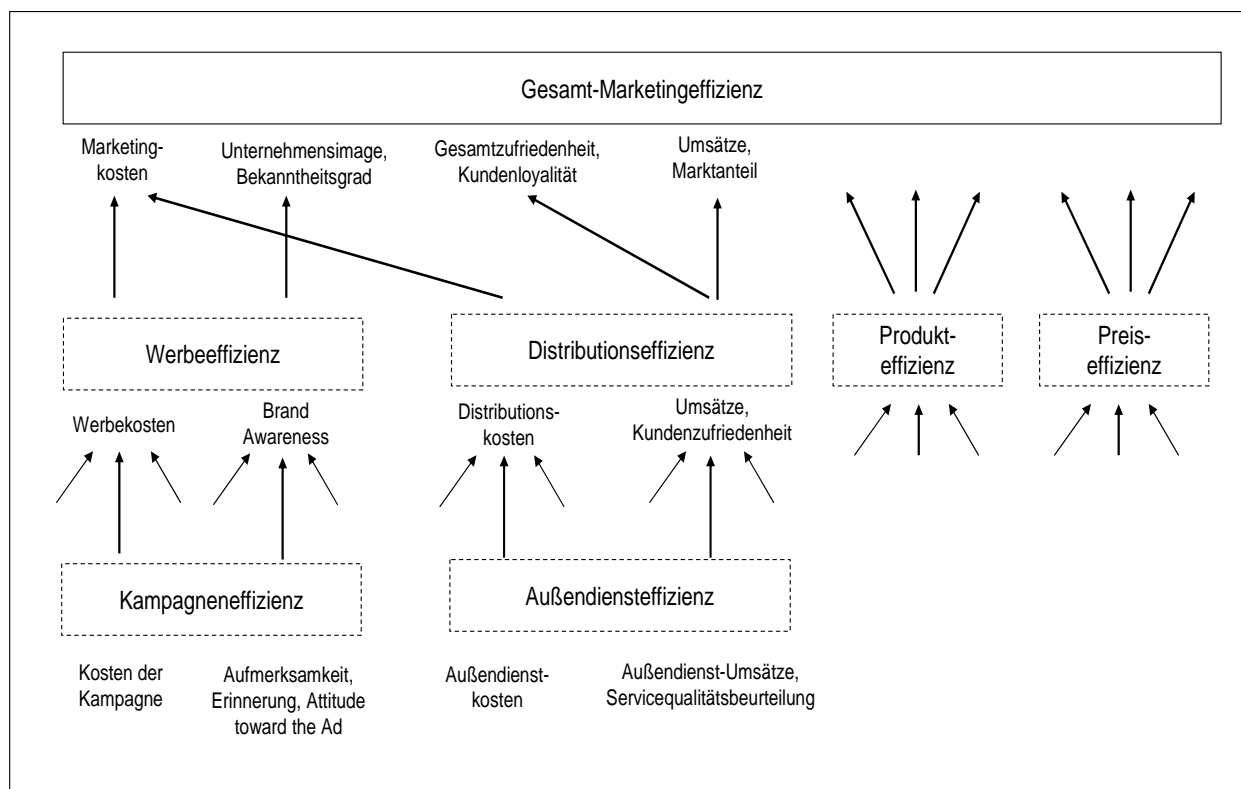 Gesamt-Marketingeffizienz
Marketing-
kosten
Unternehmensimage,
Bekanntheitsgrad
Gesamtzufriedenheit,
Kundenloyalität
Umsätze,
Marktanteil
Werbeeffizienz
Distributionseffizienz
Produkt-
effizienz
Preis-
effizienz
Werbekosten
Brand
Awareness
Distributions-
kosten
Umsätze,
Kundenzufriedenheit
Kampagneneffizienz
Außendiensteffizienz
Kosten der
Kampagne
Aufmerksamkeit,
Erinnerung, Attitude
toward the Ad
Außendienst-
kosten
Außendienst-Umsätze,
Servicequalitätsbeurteilung